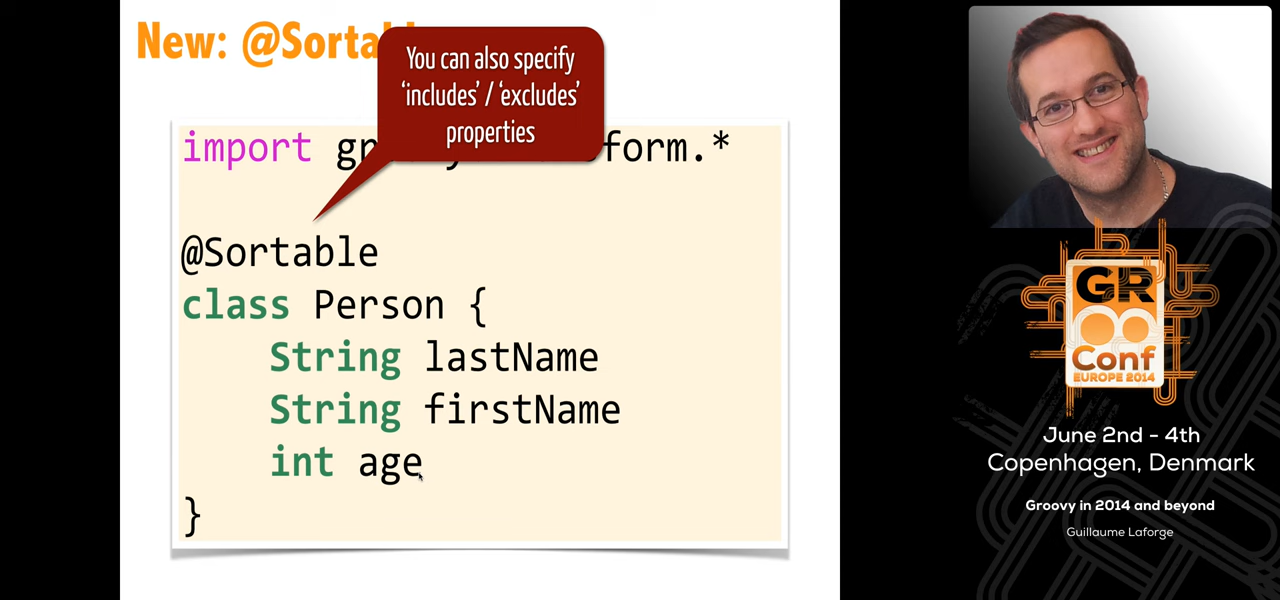 New: @Sorta
You can also specify
‘includes’ / ‘excludes’
properties
import form.*
@Sortable
class Person {
String lastName
String firstName
int age
}
GR
Conf
EUROPE 2014
June 2nd - 4th
Copenhagen, Denmark
Groovy in 2014 and beyond
Guillaume Laforge